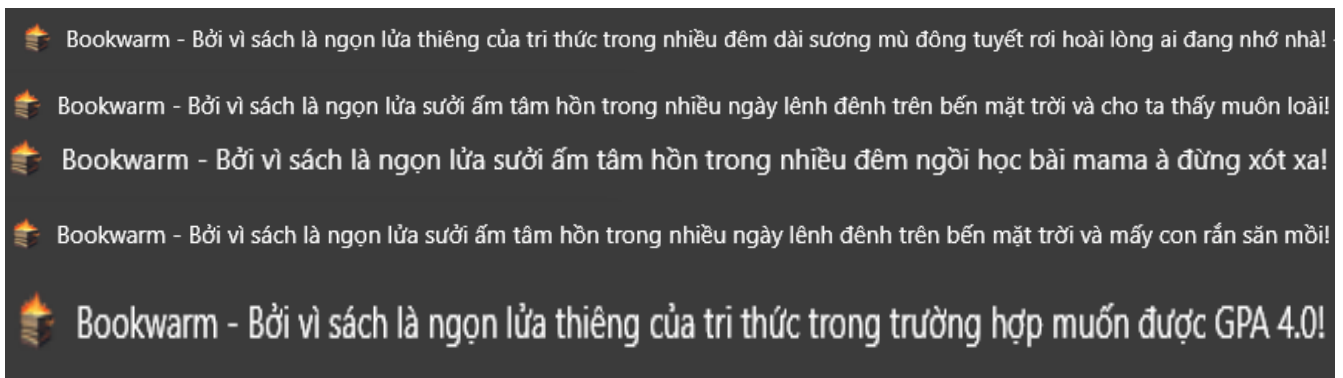 Bookwarm - Bởi vì sách là ngọn lửa thiêng của tri thức trong nhiều đêm dài sương mù đông tuyết rơi hoài lòng ai đang nhớ nhà!
Bookwarm - Bởi vì sách là ngọn lửa sưởi ấm tâm hồn trong nhiều ngày lênh đênh trên bến mặt trời và cho ta thấy muôn loài!
Bookwarm - Bởi vì sách là ngọn lửa sưởi ấm tâm hồn trong nhiều đêm ngồi học bài mama à đừng xót xa!
Bookwarm - Bởi vì sách là ngọn lửa sưởi ấm tâm hồn trong nhiều ngày lênh đênh trên bến mặt trời và mấy con rắn săn mồi!
Bookwarm - Bởi vì sách là ngọn lửa thiêng của tri thức trong trường hợp muốn được GPA 4.0!